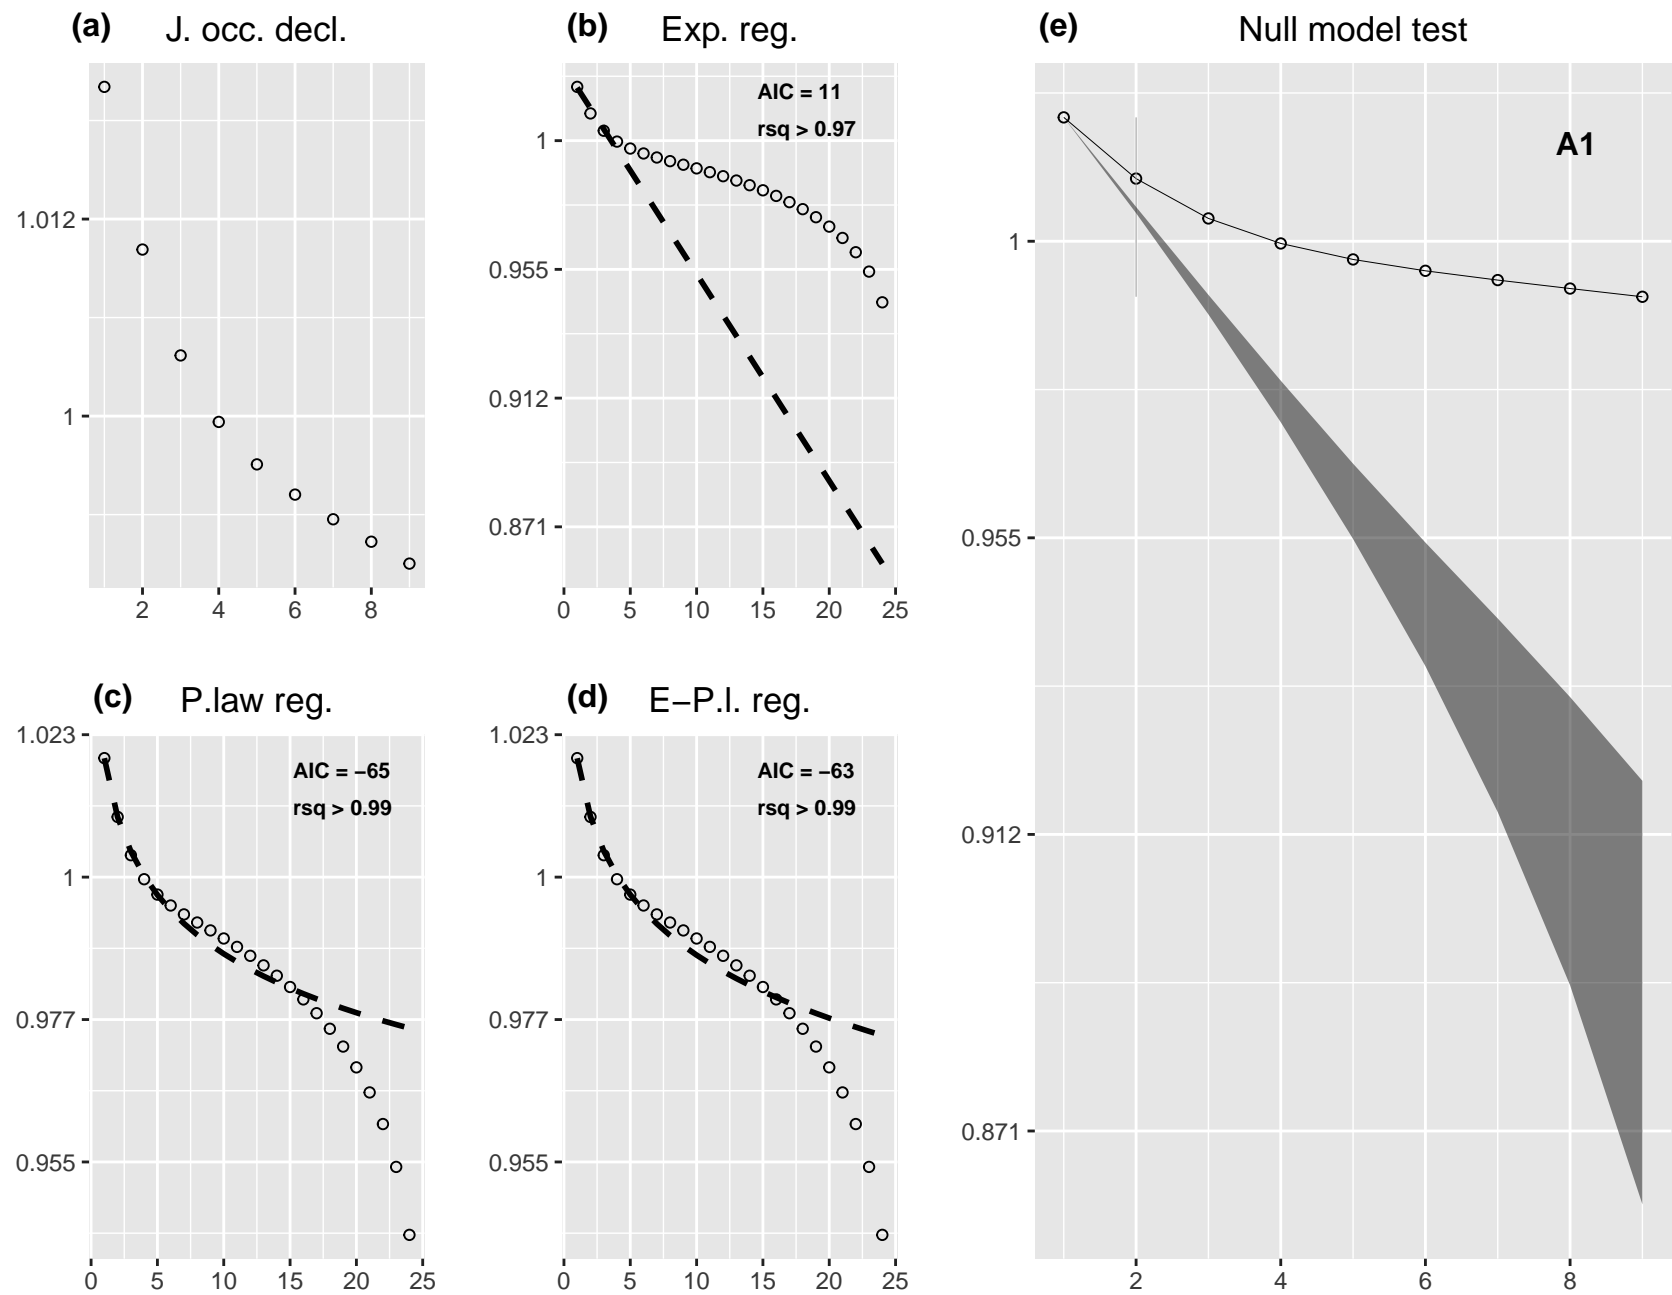 (a) J. occ. decl.
1.012
1
2 4 6 8
(b) Exp. reg.
AIC = 11
rsq > 0.97
1
0.955
0.912
0.871
0 5 10 15 20 25
(c) P.law reg.
AIC = −65
rsq > 0.99
1.023
1
0.977
0.955
0 5 10 15 20 25
(d) E−P.l. reg.
AIC = −63
rsq > 0.99
1.023
1
0.977
0.955
0 5 10 15 20 25
(e) Null model test
A1
1
0.955
0.912
0.871
2 4 6 8